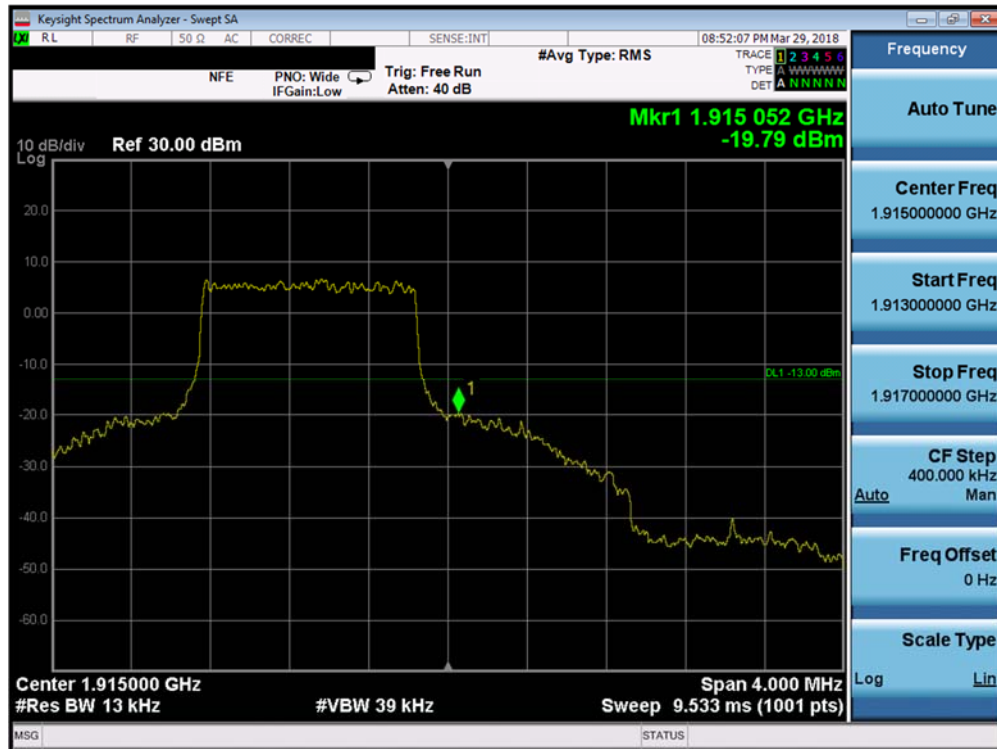 Keysight Spectrum Analyzer - Swept SA
LXI RL RF 50 Ω AC CORREC SENSE:INT 08:52:07 PM Mar 29, 2018
#Avg Type: RMS TRACE 1 2 3 4 5 6
NFE PNO: Wide Trig: Free Run TYPE A WWWWW
IFGain:Low Atten: 40 dB DET A N N N N N
Mkr1 1.915 052 GHz
-19.79 dBm
10 dB/div Ref 30.00 dBm
Log
20.0
10.0
0.00
-10.0
DL1 -13.00 dBm
1
-20.0
-30.0
-40.0
-50.0
-60.0
Center 1.915000 GHz Span 4.000 MHz
#Res BW 13 kHz #VBW 39 kHz Sweep 9.533 ms (1001 pts)
MSG STATUS
Frequency
Auto Tune
Center Freq
1.915000000 GHz
Start Freq
1.913000000 GHz
Stop Freq
1.917000000 GHz
CF Step
400.000 kHz
Auto Man
Freq Offset
0 Hz
Scale Type
Log Lin